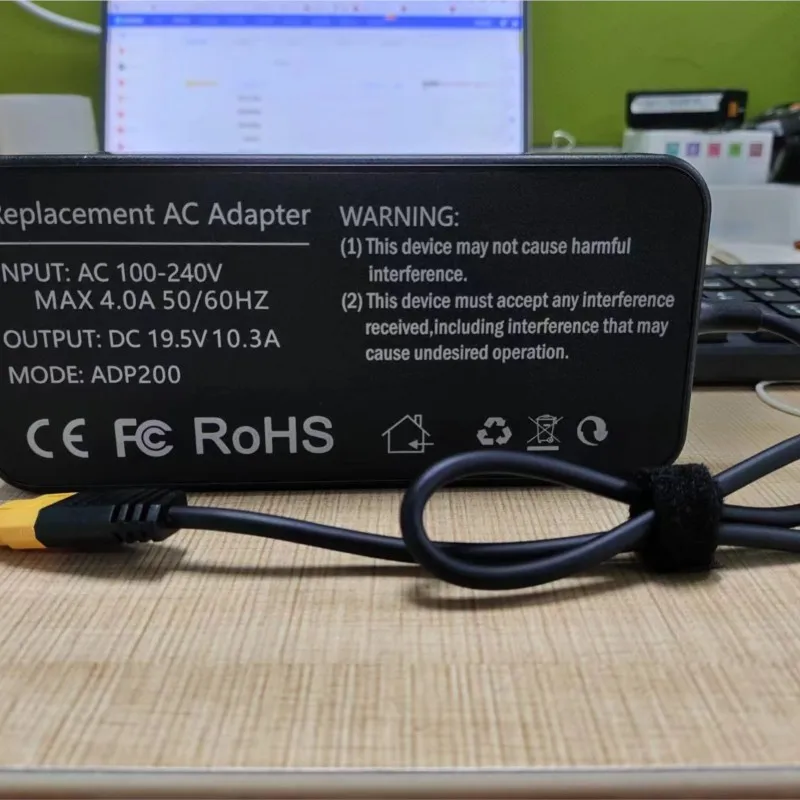 Replacement AC Adapter
INPUT: AC 100-240V
MAX 4.0A 50/60HZ
OUTPUT: DC 19.5V 10.3A
MODE: ADP200
CE FC RoHS
WARNING:
(1) This device may not cause harmful
interference.
(2) This device must accept any interference
received,including interference that may
cause undesired operation.